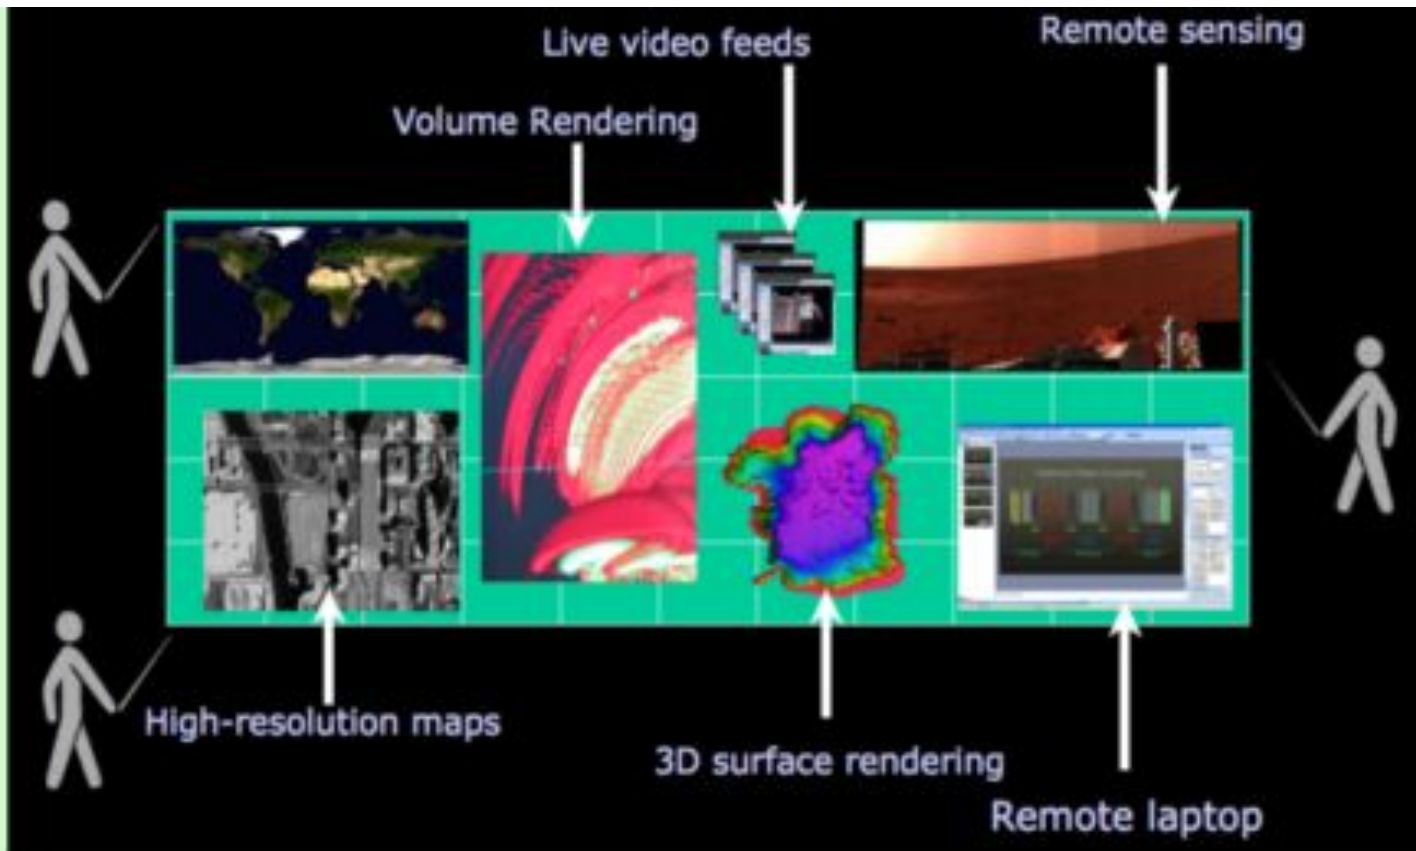 Live video feeds
Remote sensing
Volume Rendering
High-resolution maps
3D surface rendering
Remote laptop